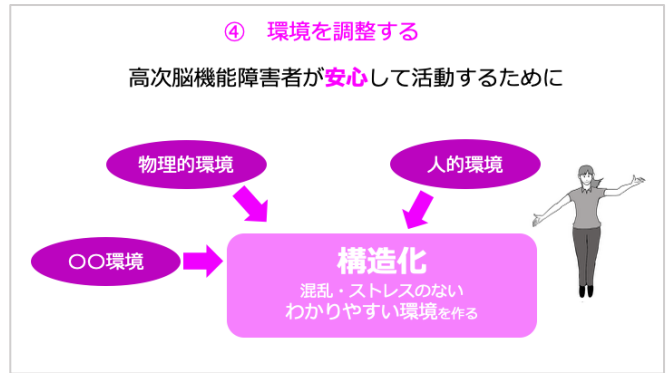 ④ 環境を調整する
高次脳機能障害者が安心して活動するために
物理的環境
人的環境
〇〇環境
構造化
混乱・ストレスのない
わかりやすい環境を作る